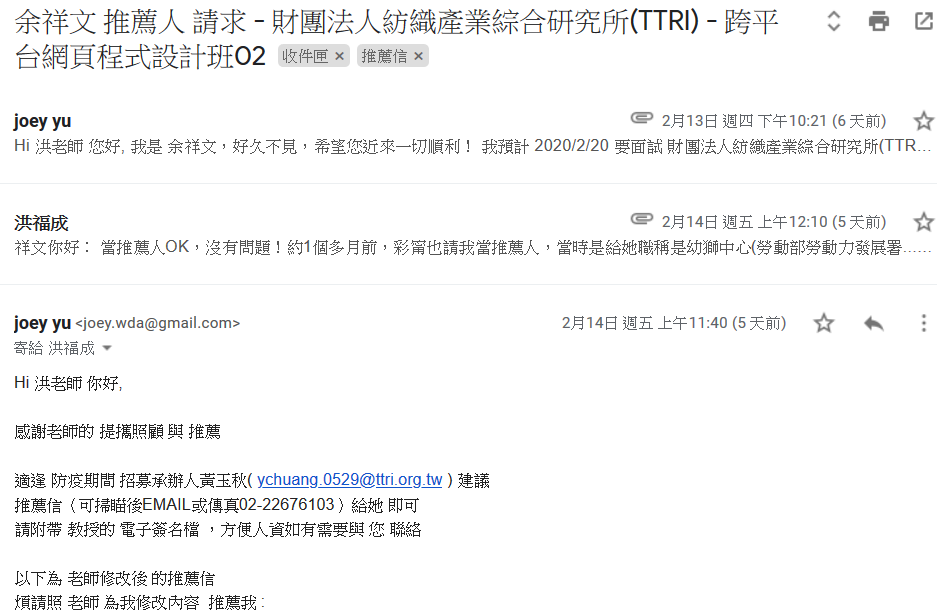 余祥文 推薦人 請求 - 財團法人紡織產業綜合研究所(TTRI) - 跨平
台網頁程式設計班02 收件匣 × 推薦信 ×
joey yu 2月13日 週四 下午10:21 (6 天前)
Hi 洪老師 您好, 我是 余祥文，好久不見，希望您近來一切順利！ 我預計 2020/2/20 要面試 財團法人紡織產業綜合研究所(TTR...
洪福成 2月14日 週五 上午12:10 (5 天前)
祥文你好： 當推薦人OK，沒有問題！約1個多月前，彩甯也請我當推薦人，當時是給她職稱是幼獅中心(勞動部勞動力發展署......
joey yu <joey.wda@gmail.com> 2月14日 週五 上午11:40 (5 天前)
寄給 洪福成
Hi 洪老師 你好,
感謝老師的 提攜照顧 與 推薦
適逢 防疫期間 招募承辦人黃玉秋( ychuang.0529@ttri.org.tw ) 建議
推薦信（可掃瞄後EMAIL或傳真02-22676103）給她 即可
請附帶 教授的 電子簽名檔 ，方便人資如有需要與 您 聯絡
以下為 老師修改後 的推薦信
煩請照 老師 為我修改內容 推薦我 :